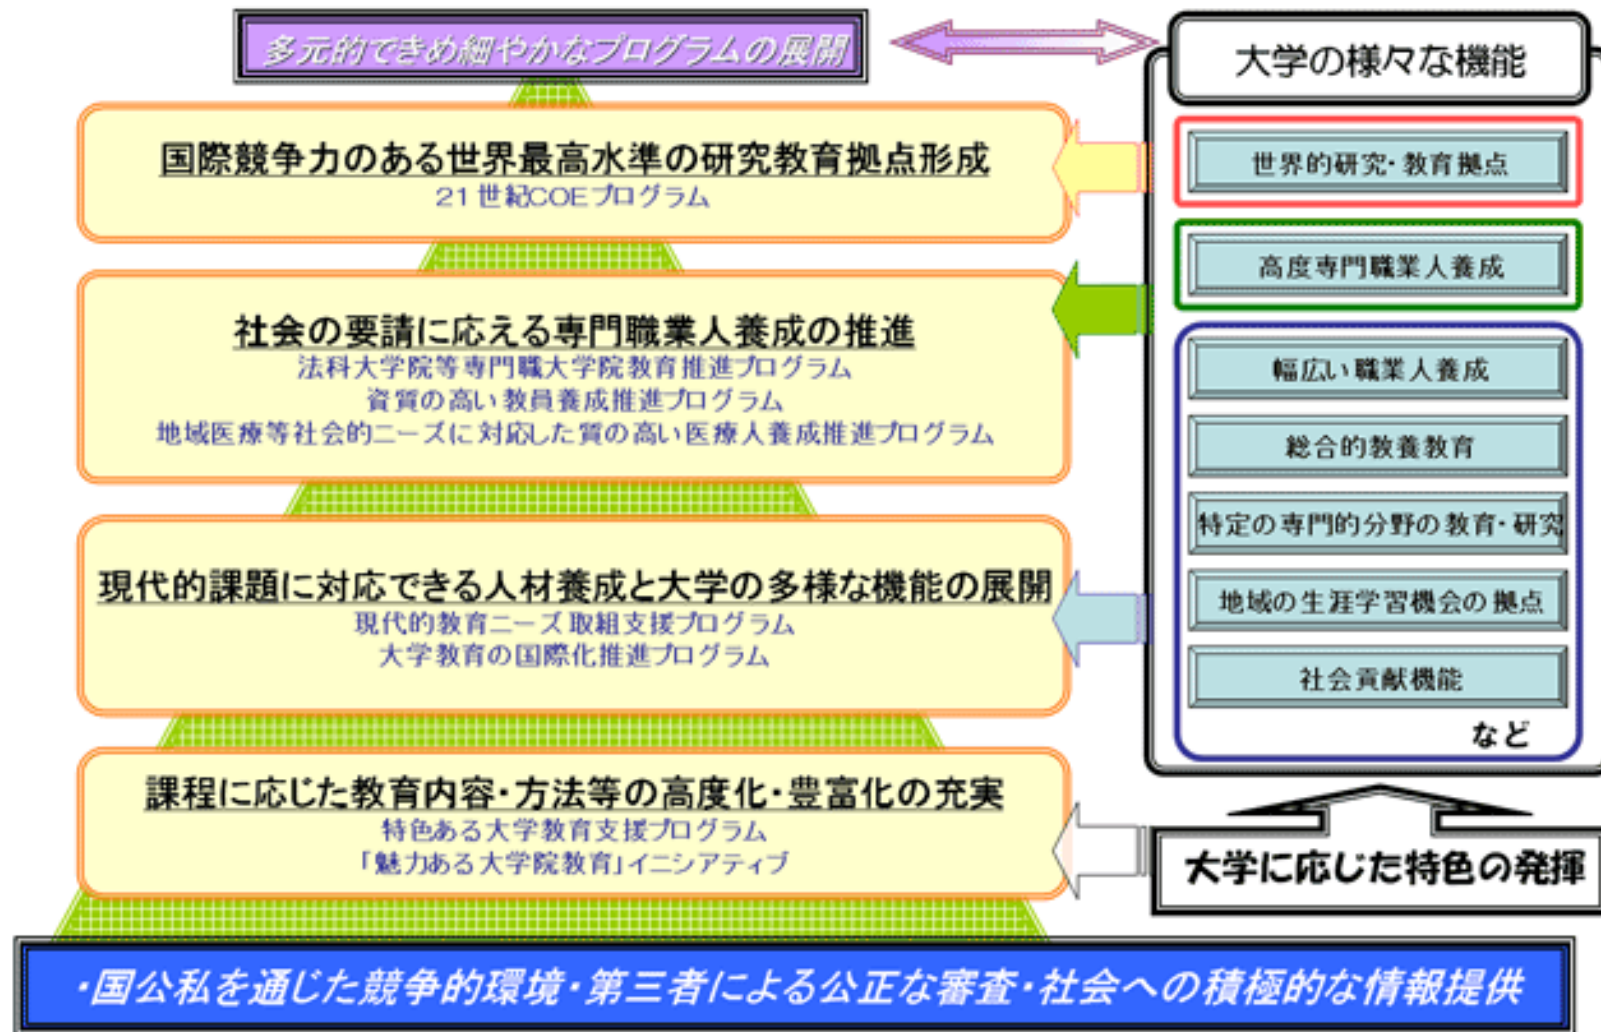 多元的できめ細やかなプログラムの展開
大学の様々な機能
国際競争力のある世界最高水準の研究教育拠点形成
21世紀COEプログラム
世界的研究・教育拠点
高度専門職業人養成
社会の要請に応える専門職業人養成の推進
法科大学院等専門職大学院教育推進プログラム
資質の高い教員養成推進プログラム
地域医療等社会的ニーズに対応した質の高い医療人養成推進プログラム
幅広い職業人養成
総合的教養教育
特定の専門的分野の教育・研究
地域の生涯学習機会の拠点
社会貢献機能
など
現代的課題に対応できる人材養成と大学の多様な機能の展開
現代的教育ニーズ取組支援プログラム
大学教育の国際化推進プログラム
課程に応じた教育内容・方法等の高度化・豊富化の充実
特色ある大学教育支援プログラム
「魅力ある大学院教育」イニシアティブ
大学に応じた特色の発揮
・国公私を通じた競争的環境・第三者による公正な審査・社会への積極的な情報提供